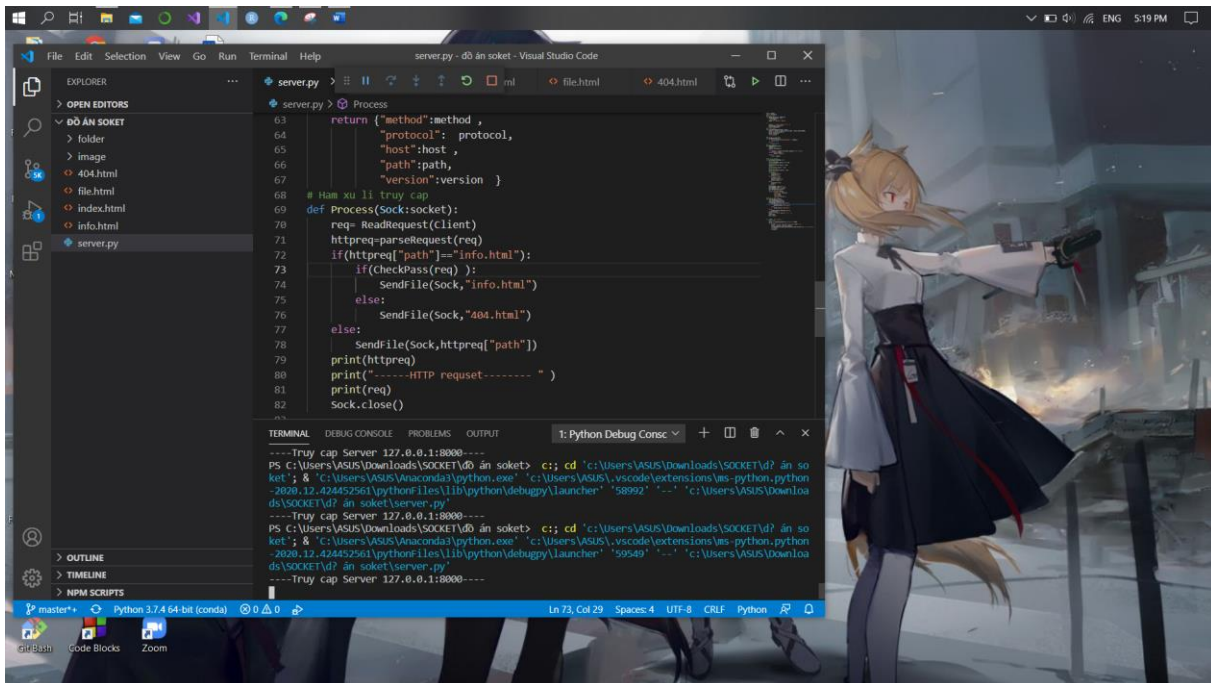 ENG 5:19 PM
File Edit Selection View Go Run Terminal Help server.py - đồ án soket - Visual Studio Code
EXPLORER
OPEN EDITORS
ĐỒ ÁN SOKET
folder
image
404.html
file.html
index.html
info.html
server.py
5K
1
OUTLINE
TIMELINE
NPM SCRIPTS
server.py ml file.html 404.html
server.py > Process
63 return {"method":method ,
64 "protocol": protocol,
65 "host":host ,
66 "path":path,
67 "version":version }
68 # Ham xu li truy cap
69 def Process(Sock:socket):
70 req= ReadRequest(Client)
71 httpreq=parseRequest(req)
72 if(httpreq["path"]=="info.html"):
73 if(CheckPass(req) ):
74 SendFile(Sock,"info.html")
75 else:
76 SendFile(Sock,"404.html")
77 else:
78 SendFile(Sock,httpreq["path"])
79 print(httpreq)
80 print("------HTTP requset-------- " )
81 print(req)
82 Sock.close()
TERMINAL DEBUG CONSOLE PROBLEMS OUTPUT 1: Python Debug Consc
----Truy cap Server 127.0.0.1:8000----
PS C:\Users\ASUS\Downloads\SOCKET\đồ án soket> c:; cd 'c:\Users\ASUS\Downloads\SOCKET\d? án so
ket'; & 'C:\Users\ASUS\Anaconda3\python.exe' 'c:\Users\ASUS\.vscode\extensions\ms-python.python
-2020.12.424452561\pythonFiles\lib\python\debugpy\launcher' '58992' '--' 'c:\Users\ASUS\Downloa
ds\SOCKET\d? án soket\server.py'
----Truy cap Server 127.0.0.1:8000----
PS C:\Users\ASUS\Downloads\SOCKET\đồ án soket> c:; cd 'c:\Users\ASUS\Downloads\SOCKET\d? án so
ket'; & 'C:\Users\ASUS\Anaconda3\python.exe' 'c:\Users\ASUS\.vscode\extensions\ms-python.python
-2020.12.424452561\pythonFiles\lib\python\debugpy\launcher' '59549' '--' 'c:\Users\ASUS\Downloa
ds\SOCKET\d? án soket\server.py'
----Truy cap Server 127.0.0.1:8000----
master*+ Python 3.7.4 64-bit (conda) 0 0 Ln 73, Col 29 Spaces: 4 UTF-8 CRLF Python
Git Bash Code Blocks Zoom